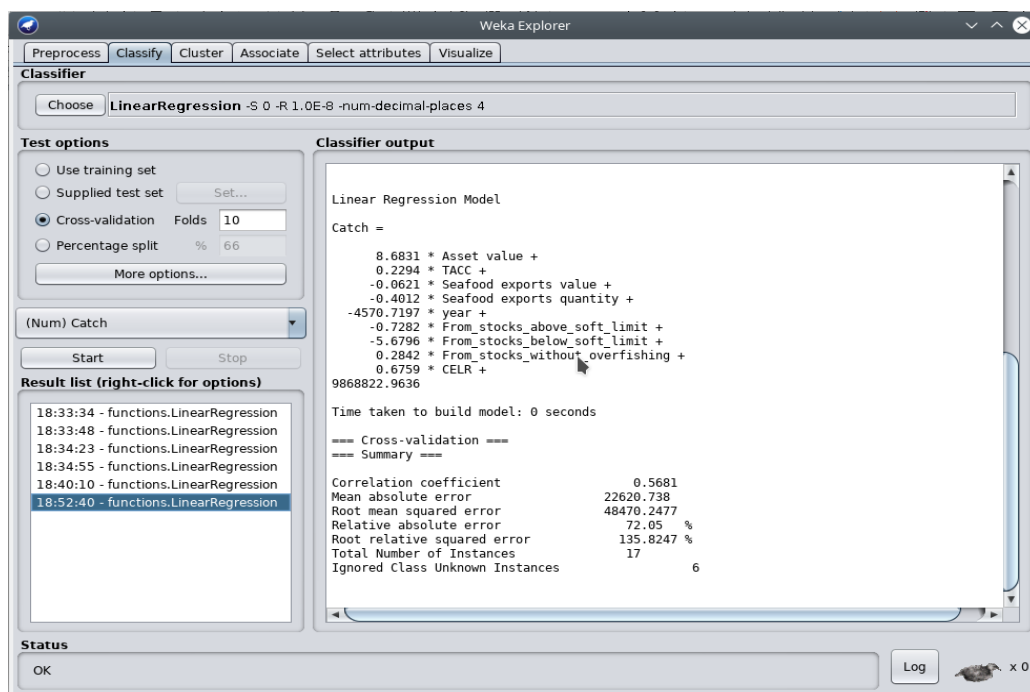 Weka Explorer
Preprocess Classify Cluster Associate Select attributes Visualize
Classifier
Choose LinearRegression -S 0 -R 1.0E-8 -num-decimal-places 4
Test options
Use training set
Supplied test set Set...
Cross-validation Folds 10
Percentage split % 66
More options...
(Num) Catch
Start Stop
Result list (right-click for options)
18:33:34 - functions.LinearRegression
18:33:48 - functions.LinearRegression
18:34:23 - functions.LinearRegression
18:34:55 - functions.LinearRegression
18:40:10 - functions.LinearRegression
18:52:40 - functions.LinearRegression
Classifier output
Linear Regression Model
Catch =
8.6831 * Asset value +
0.2294 * TACC +
-0.0621 * Seafood exports value +
-0.4012 * Seafood exports quantity +
-4570.7197 * year +
-0.7282 * From_stocks_above_soft_limit +
-5.6796 * From_stocks_below_soft_limit +
0.2842 * From_stocks_without_overfishing +
0.6759 * CELR +
9868822.9636
Time taken to build model: 0 seconds
=== Cross-validation ===
=== Summary ===
Correlation coefficient 0.5681
Mean absolute error 22620.738
Root mean squared error 48470.2477
Relative absolute error 72.05 %
Root relative squared error 135.8247 %
Total Number of Instances 17
Ignored Class Unknown Instances 6
Status
OK
Log x 0